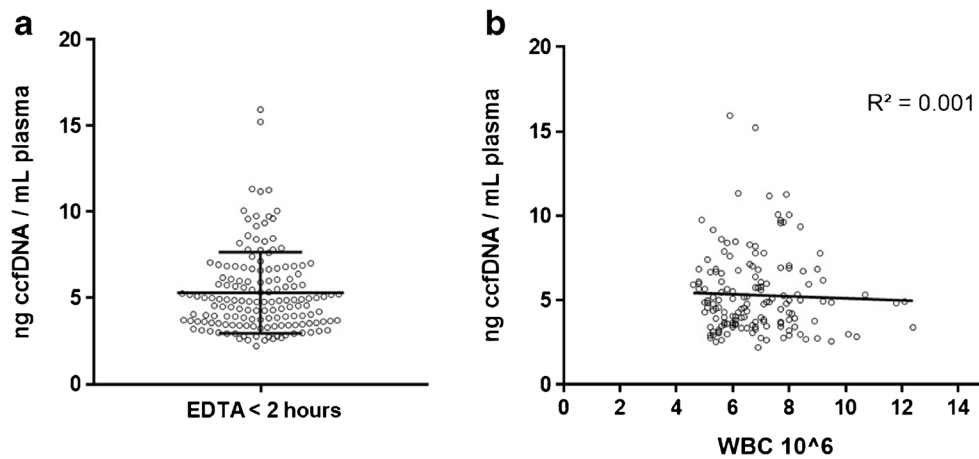 a
20
15
10
5
0
ng ccfDNA / mL plasma
EDTA < 2 hours
b
20
15
10
5
0
ng ccfDNA / mL plasma
R² = 0.001
0 2 4 6 8 10 12 14
WBC 10^6